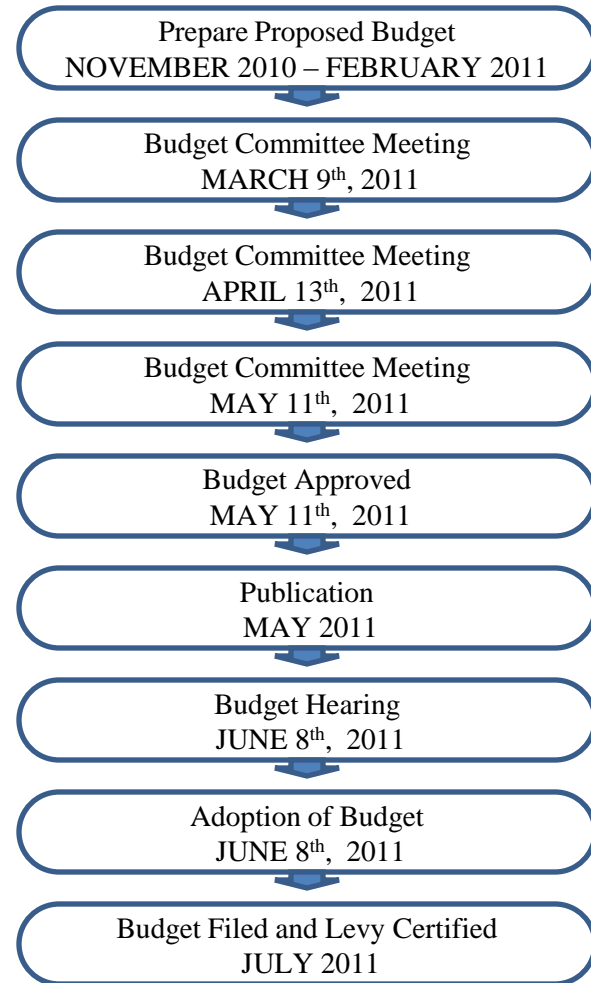 Prepare Proposed Budget
NOVEMBER 2010 – FEBRUARY 2011
Budget Committee Meeting
MARCH 9th, 2011
Budget Committee Meeting
APRIL 13th, 2011
Budget Committee Meeting
MAY 11th, 2011
Budget Approved
MAY 11th, 2011
Publication
MAY 2011
Budget Hearing
JUNE 8th, 2011
Adoption of Budget
JUNE 8th, 2011
Budget Filed and Levy Certified
JULY 2011